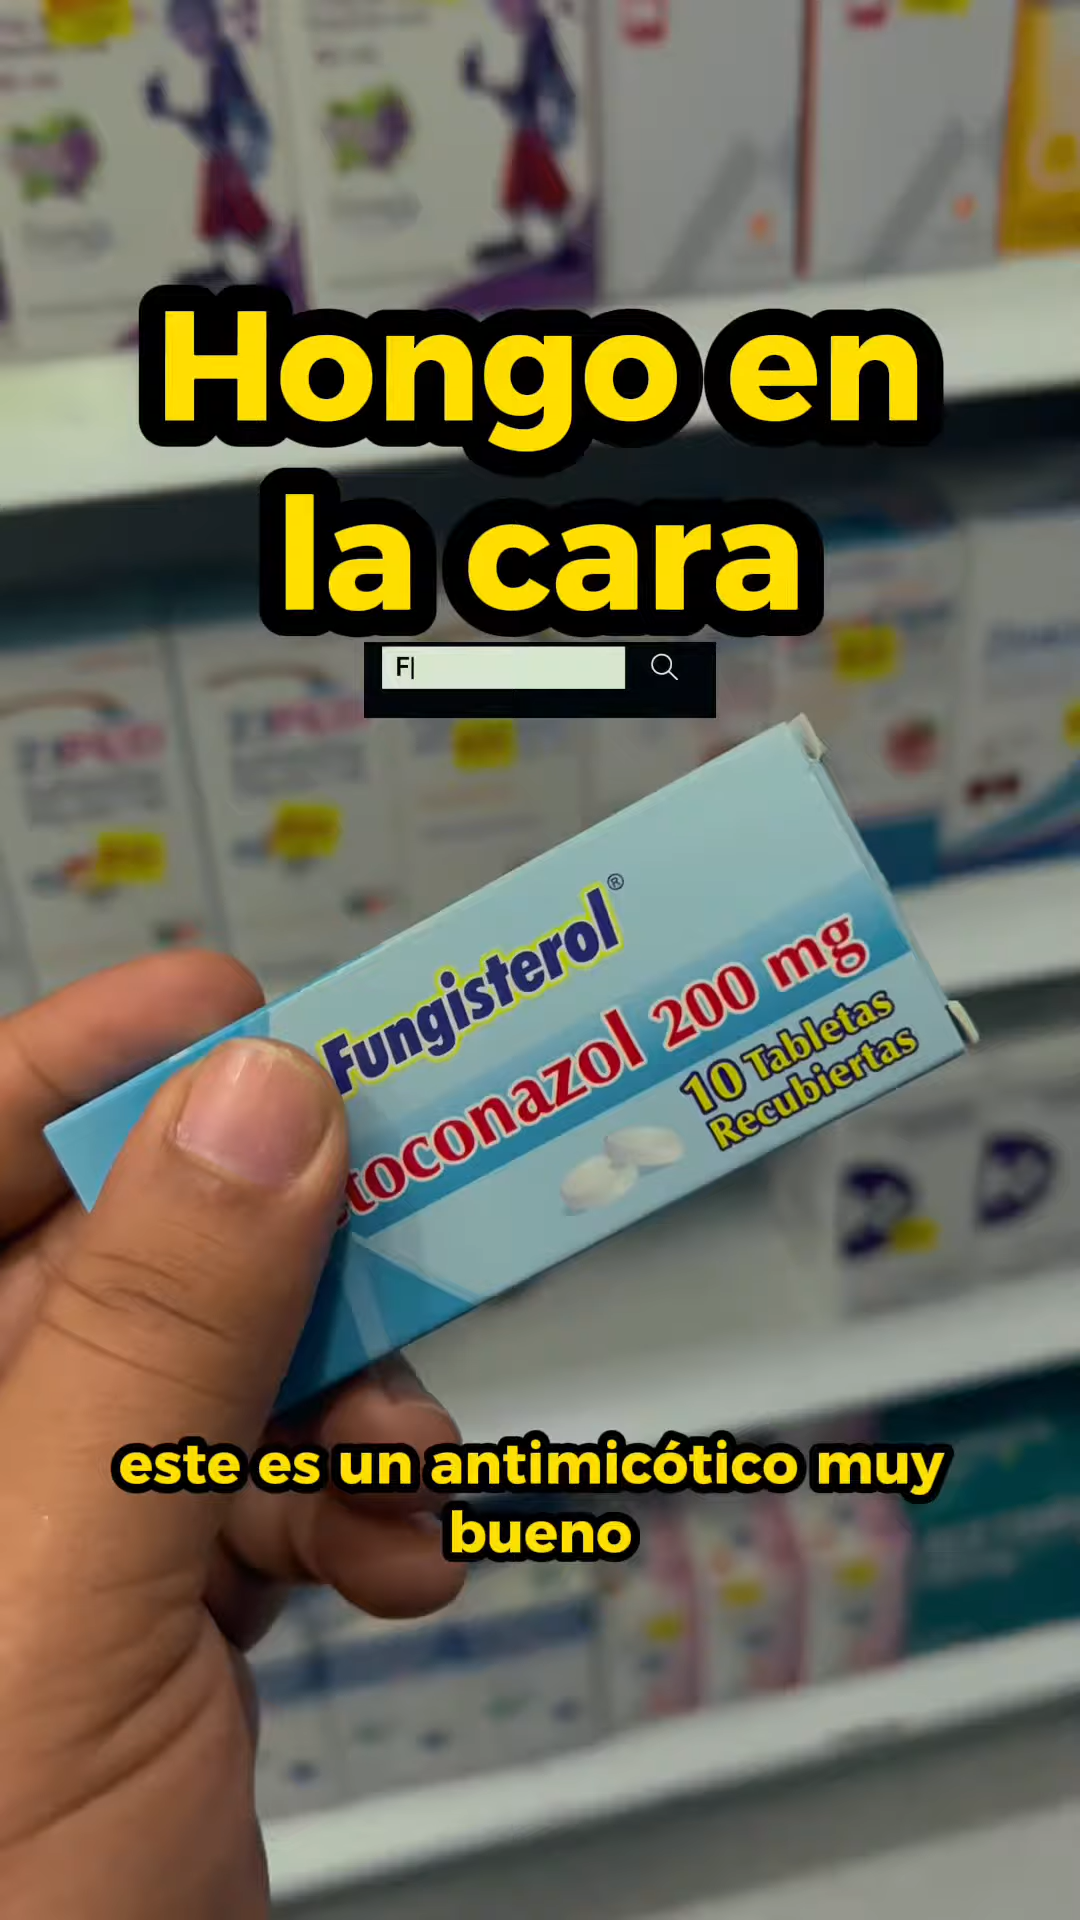 Hongo en
la cara
F|
Fungisterol®
toconazol 200 mg
10 Tabletas
Recubiertas
este es un antimicótico muy
bueno